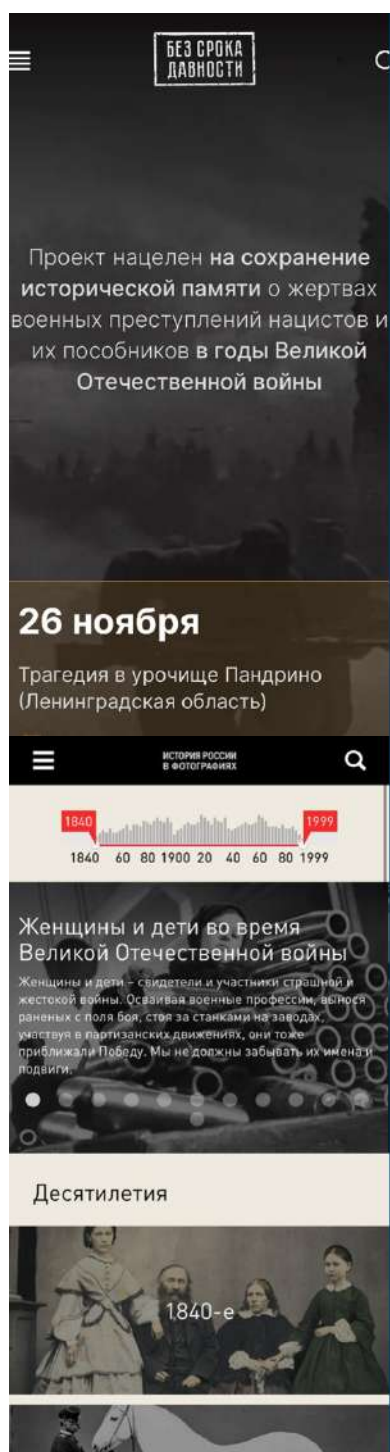 БЕЗ СРОКА
ДАВНОСТИ
Проект нацелен на сохранение
исторической памяти о жертвах
военных преступлений нацистов и
их пособников в годы Великой
Отечественной войны
26 ноября
Трагедия в урочище Пандрино
(Ленинградская область)
ИСТОРИЯ РОССИИ
В ФОТОГРАФИЯХ
1840 1999
1840 60 80 1900 20 40 60 80 1999
Женщины и дети во время
Великой Отечественной войны
Женщины и дети – свидетели и участники страшной и
жестокой войны. Осваивая военные профессии, вынося
раненых с поля боя, стоя за станками на заводах,
участвуя в партизанских движениях, они тоже
приближали Победу. Мы не должны забывать их имена и
подвиги.
Десятилетия
1840-е